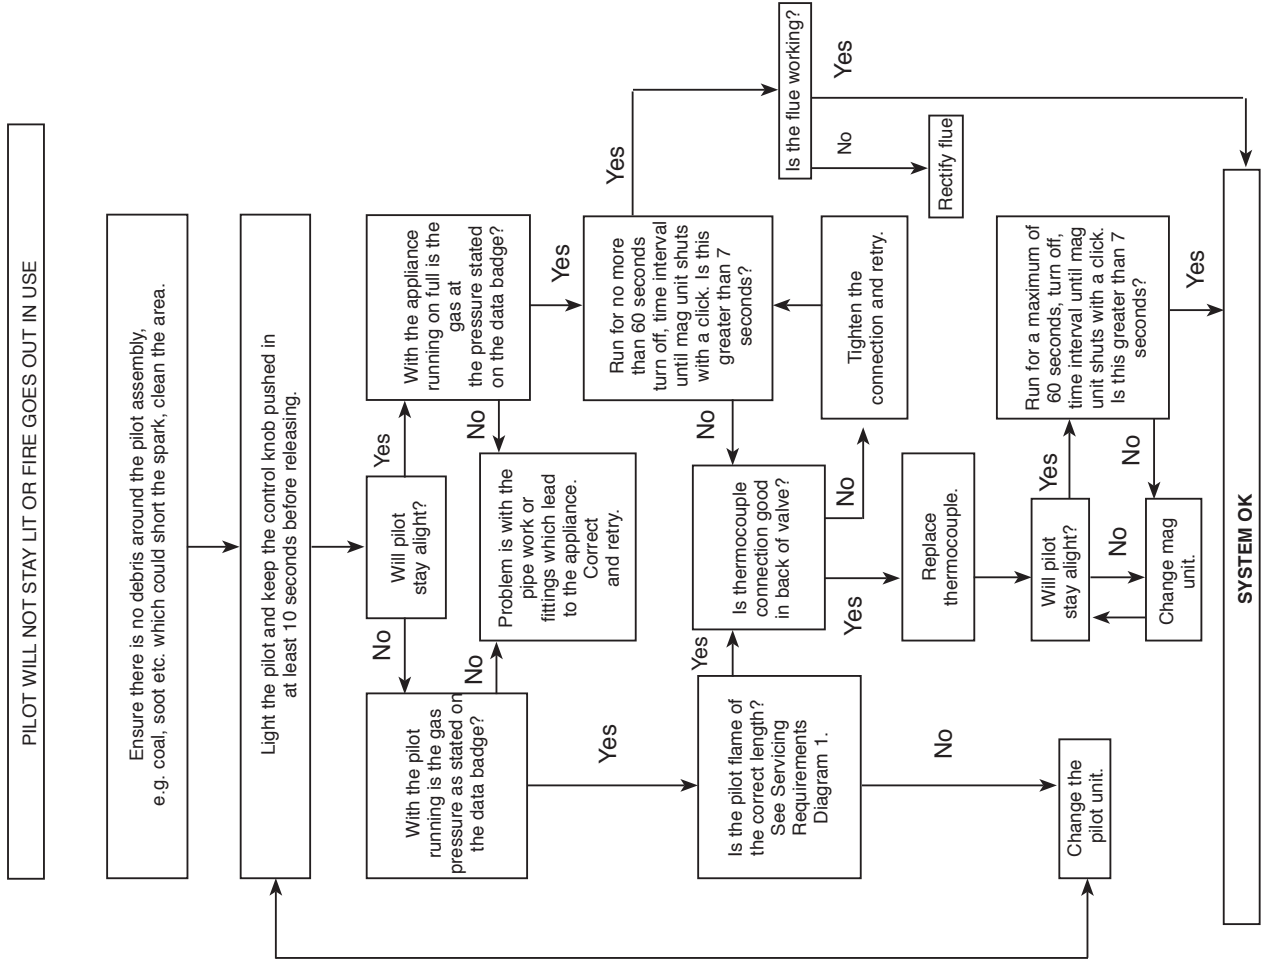 PILOT WILL NOT STAY LIT OR FIRE GOES OUT IN USE
Ensure there is no debris around the pilot assembly,
e.g. coal, soot etc. which could short the spark, clean the area.
Light the pilot and keep the control knob pushed in
at least 10 seconds before releasing.
Will pilot
stay alight?
No
Yes
With the pilot
running is the gas
pressure as stated on
the data badge?
No
Problem is with the
pipe work or
fittings which lead
to the appliance.
Correct
and retry.
No
With the appliance
running on full is the
gas at
the pressure stated
on the data badge?
Yes
Yes
Is the pilot flame of
the correct length?
See Servicing
Requirements
Diagram 1.
Yes
Is thermocouple
connection good
in back of valve?
No
Run for no more
than 60 seconds
turn off, time interval
until mag unit shuts
with a click. Is this
greater than 7
seconds?
Yes
Is the flue working?
No
Yes
Rectify flue
No
Yes
No
Tighten the
connection and retry.
Replace
thermocouple.
Change the
pilot unit.
Will pilot
stay alight?
Yes
Run for a maximum of
60 seconds, turn off,
time interval until mag
unit shuts with a click.
Is this greater than 7
seconds?
No
No
Change mag
unit.
Yes
SYSTEM OK